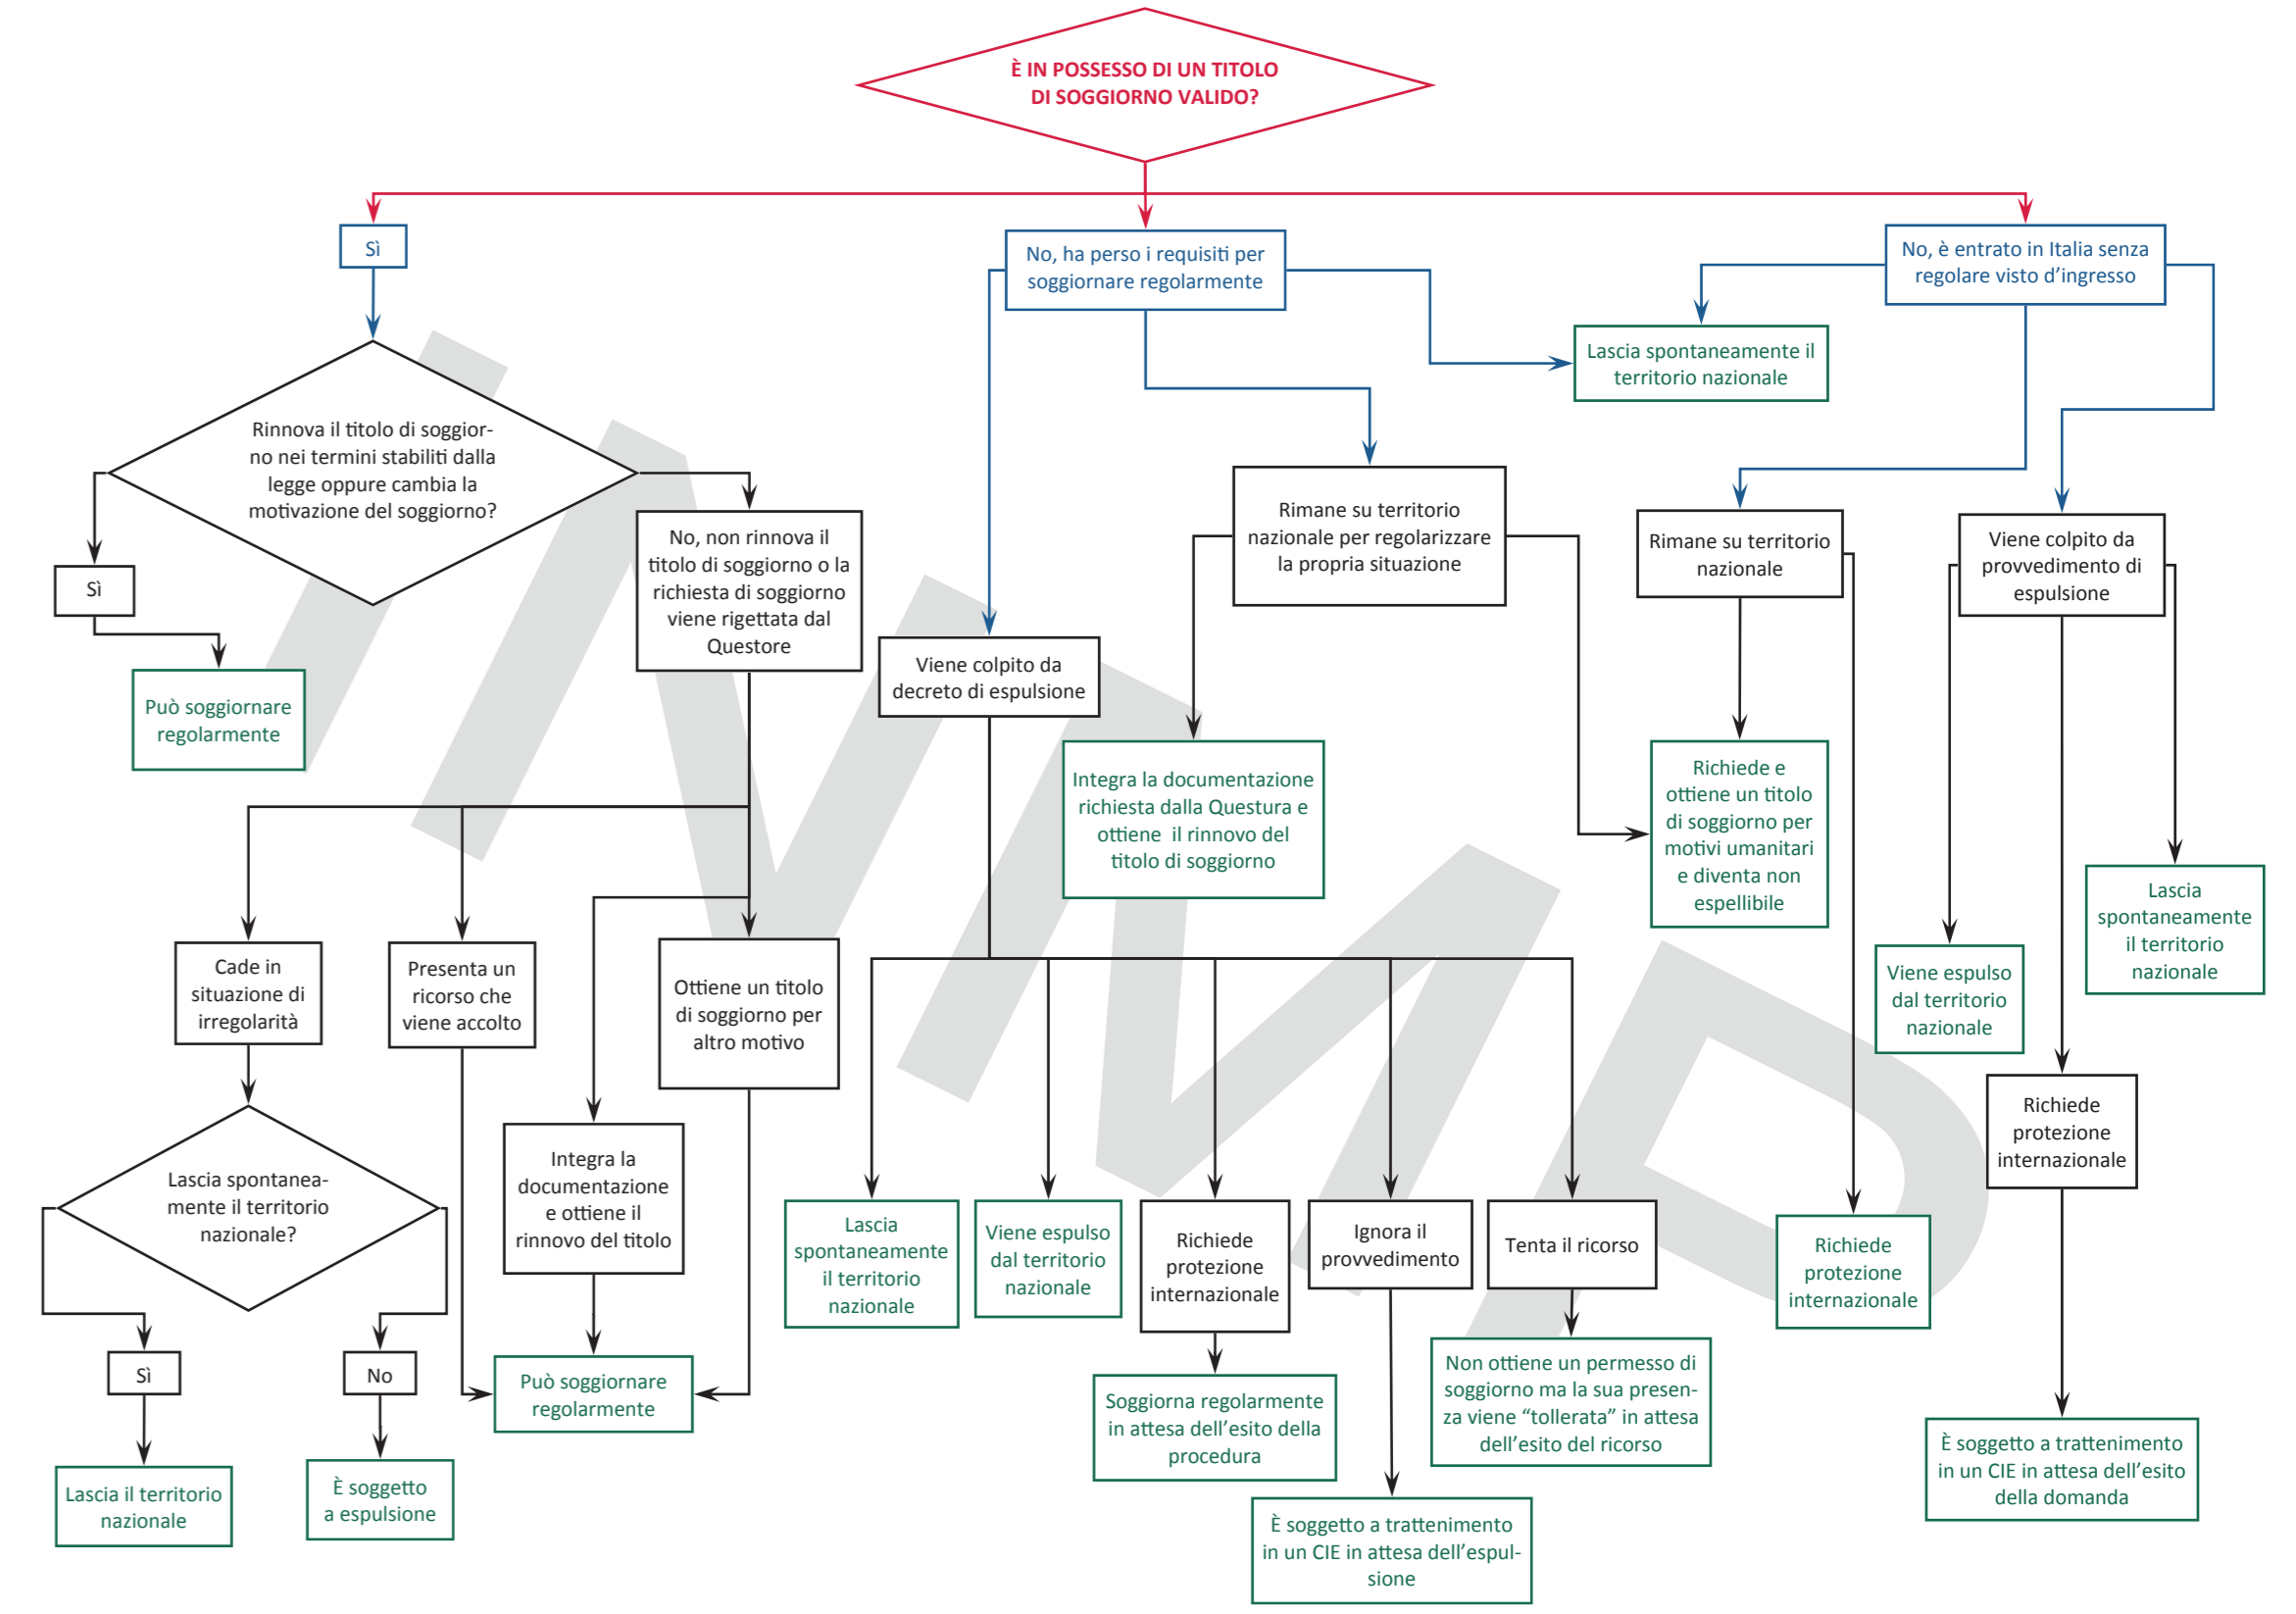 È IN POSSESSO DI UN TITOLO
DI SOGGIORNO VALIDO?
Sì
No, ha perso i requisiti per
soggiornare regolarmente
No, è entrato in Italia senza
regolare visto d'ingresso
Lascia spontaneamente il
territorio nazionale
Rinnova il titolo di soggior-
no nei termini stabiliti dalla
legge oppure cambia la
motivazione del soggiorno?
Sì
Può soggiornare
regolarmente
No, non rinnova il
titolo di soggiorno o la
richiesta di soggiorno
viene rigettata dal
Questore
Viene colpito da
decreto di espulsione
Rimane su territorio
nazionale per regolarizzare
la propria situazione
Rimane su territorio
nazionale
Viene colpito da
provvedimento di
espulsione
Integra la documentazione
richiesta dalla Questura e
ottiene il rinnovo del
titolo di soggiorno
Richiede e
ottiene un titolo
di soggiorno per
motivi umanitari
e diventa non
espellibile
Lascia
spontaneamente
il territorio
nazionale
Viene espulso
dal territorio
nazionale
Cade in
situazione di
irregolarità
Presenta un
ricorso che
viene accolto
Ottiene un titolo
di soggiorno per
altro motivo
Integra la
documentazione
e ottiene il
rinnovo del titolo
Richiede
protezione
internazionale
Lascia spontanea-
mente il territorio
nazionale?
Lascia
spontaneamente
il territorio
nazionale
Viene espulso
dal territorio
nazionale
Richiede
protezione
internazionale
Ignora il
provvedimento
Tenta il ricorso
Richiede
protezione
internazionale
Sì
No
Può soggiornare
regolarmente
Soggiorna regolarmente
in attesa dell'esito della
procedura
Non ottiene un permesso di
soggiorno ma la sua presen-
za viene “tollerata” in attesa
dell'esito del ricorso
È soggetto a trattenimento
in un CIE in attesa dell'esito
della domanda
Lascia il territorio
nazionale
È soggetto
a espulsione
È soggetto a trattenimento
in un CIE in attesa dell'espul-
sione
INMP